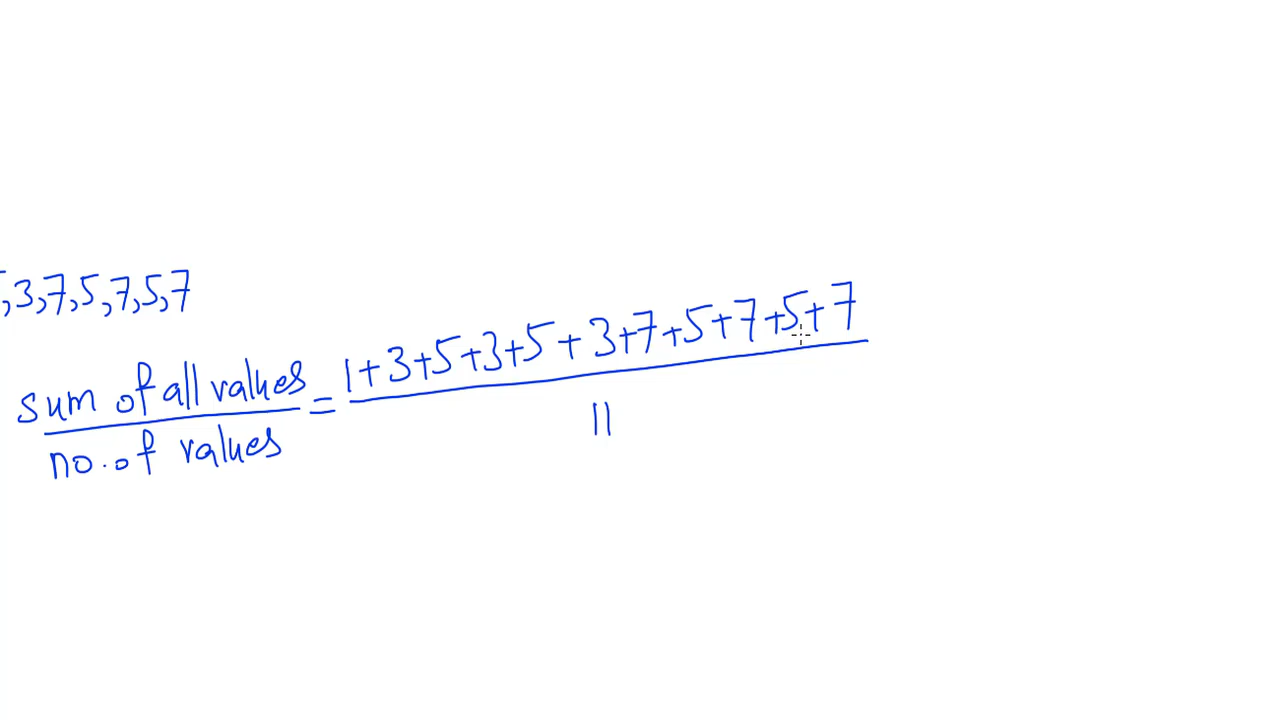 ,3,7,5,7,5,7
sum of all values / no. of values = 1+3+5+3+5+3+7+5+7+5+7 / 11